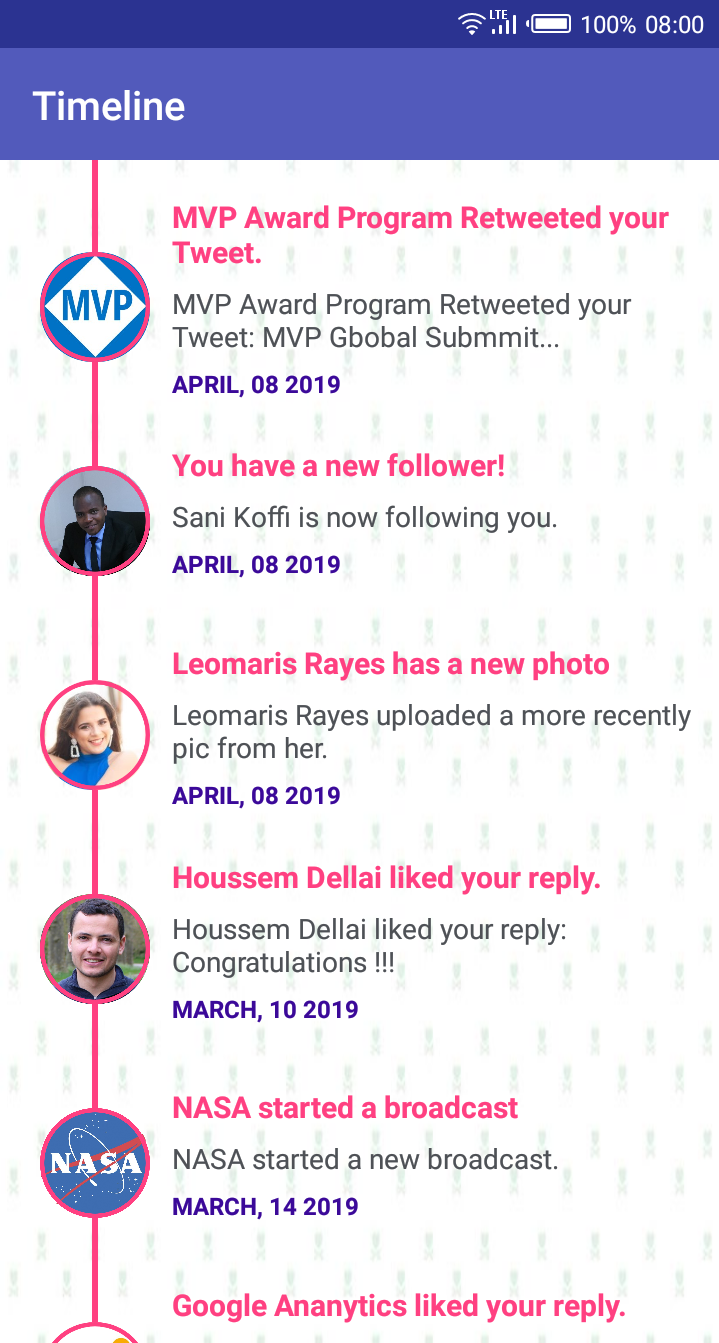 LTE 100% 08:00
Timeline
MVP Award Program Retweeted your
Tweet.
MVP
MVP Award Program Retweeted your
Tweet: MVP Gbobal Submmit...
APRIL, 08 2019
You have a new follower!
Sani Koffi is now following you.
APRIL, 08 2019
Leomaris Rayes has a new photo
Leomaris Rayes uploaded a more recently
pic from her.
APRIL, 08 2019
Houssem Dellai liked your reply.
Houssem Dellai liked your reply:
Congratulations !!!
MARCH, 10 2019
NASA started a broadcast
NASA
NASA started a new broadcast.
MARCH, 14 2019
Google Ananytics liked your reply.